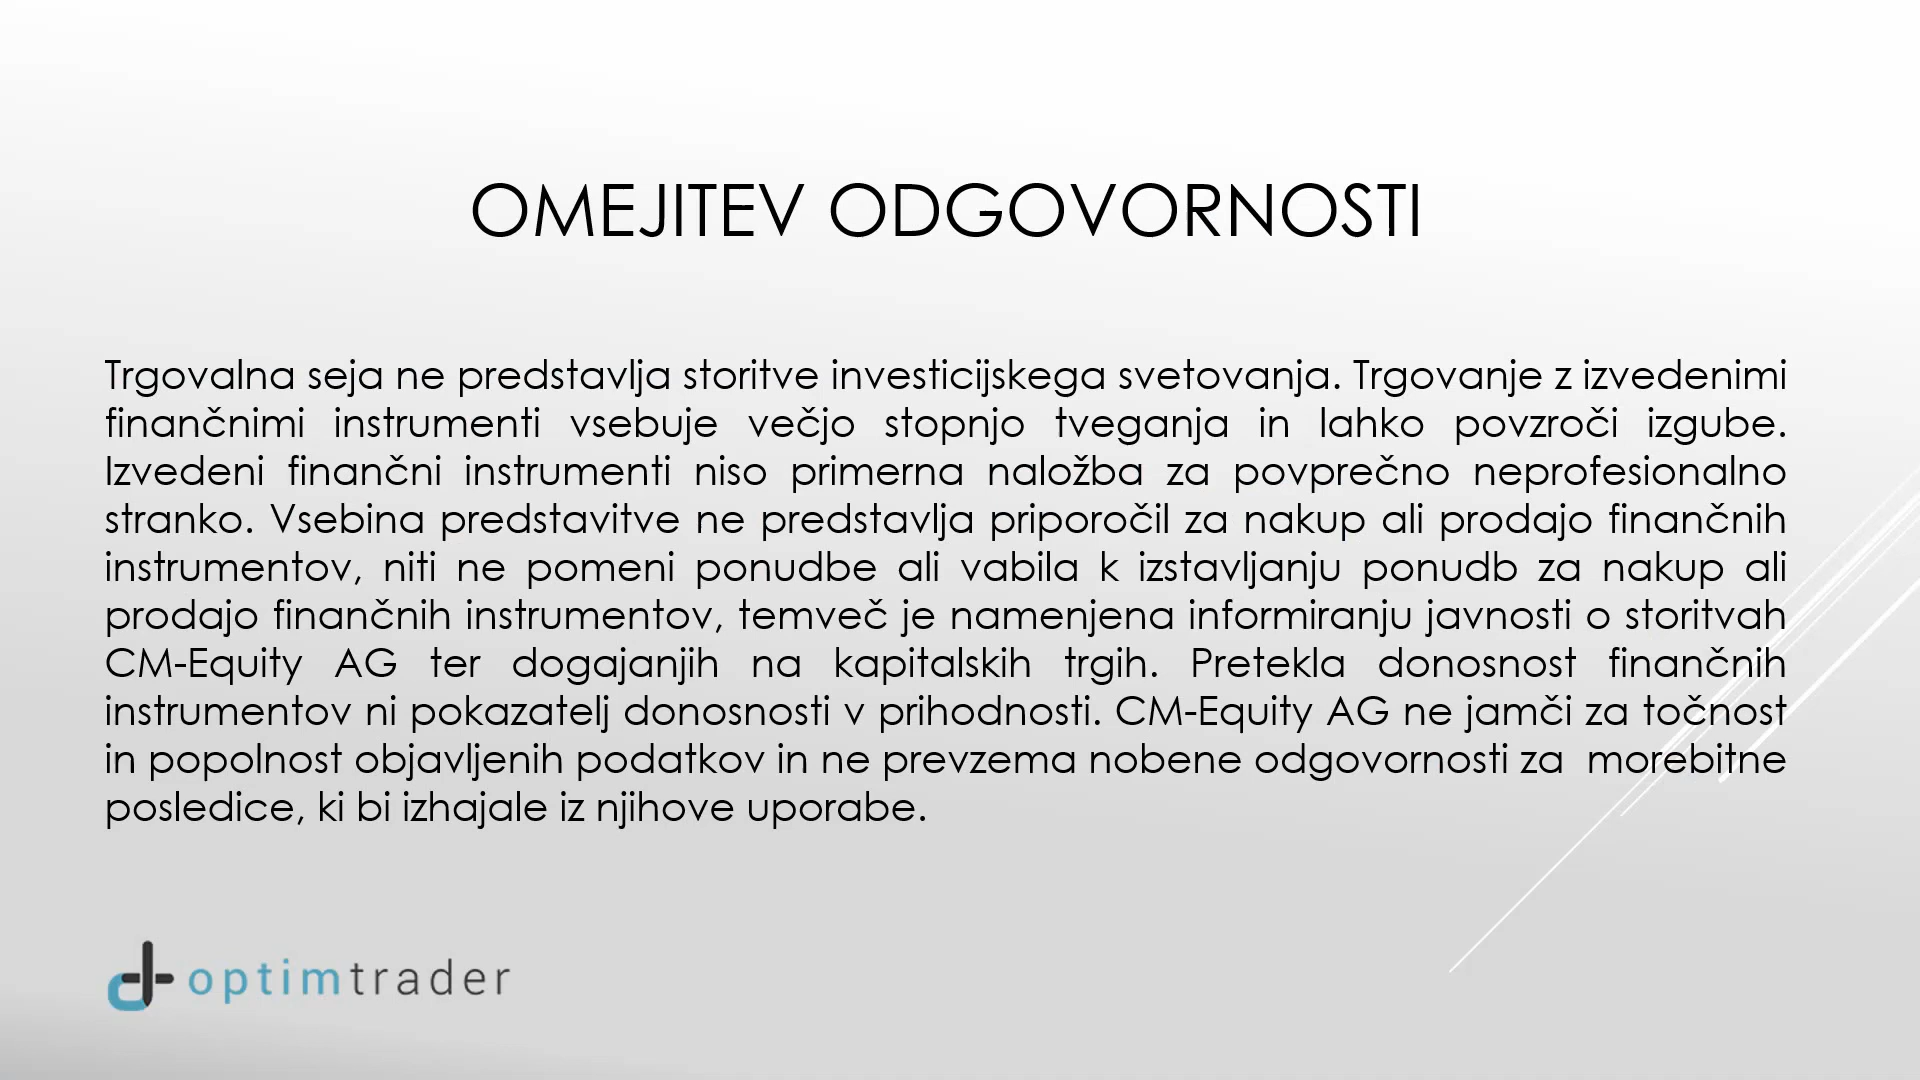 OMEJITEV ODGOVORNOSTI
Trgovalna seja ne predstavlja storitve investicijskega svetovanja. Trgovanje z izvedenimi
finančnimi instrumenti vsebuje večjo stopnjo tveganja in lahko povzroči izgube.
Izvedeni finančni instrumenti niso primerna naložba za povprečno neprofesionalno
stranko. Vsebina predstavitve ne predstavlja priporočil za nakup ali prodajo finančnih
instrumentov, niti ne pomeni ponudbe ali vabila k izstavljanju ponudb za nakup ali
prodajo finančnih instrumentov, temveč je namenjena informiranju javnosti o storitvah
CM-Equity AG ter dogajanjih na kapitalskih trgih. Pretekla donosnost finančnih
instrumentov ni pokazatelj donosnosti v prihodnosti. CM-Equity AG ne jamči za točnost
in popolnost objavljenih podatkov in ne prevzema nobene odgovornosti za  morebitne
posledice, ki bi izhajale iz njihove uporabe.
optimtrader